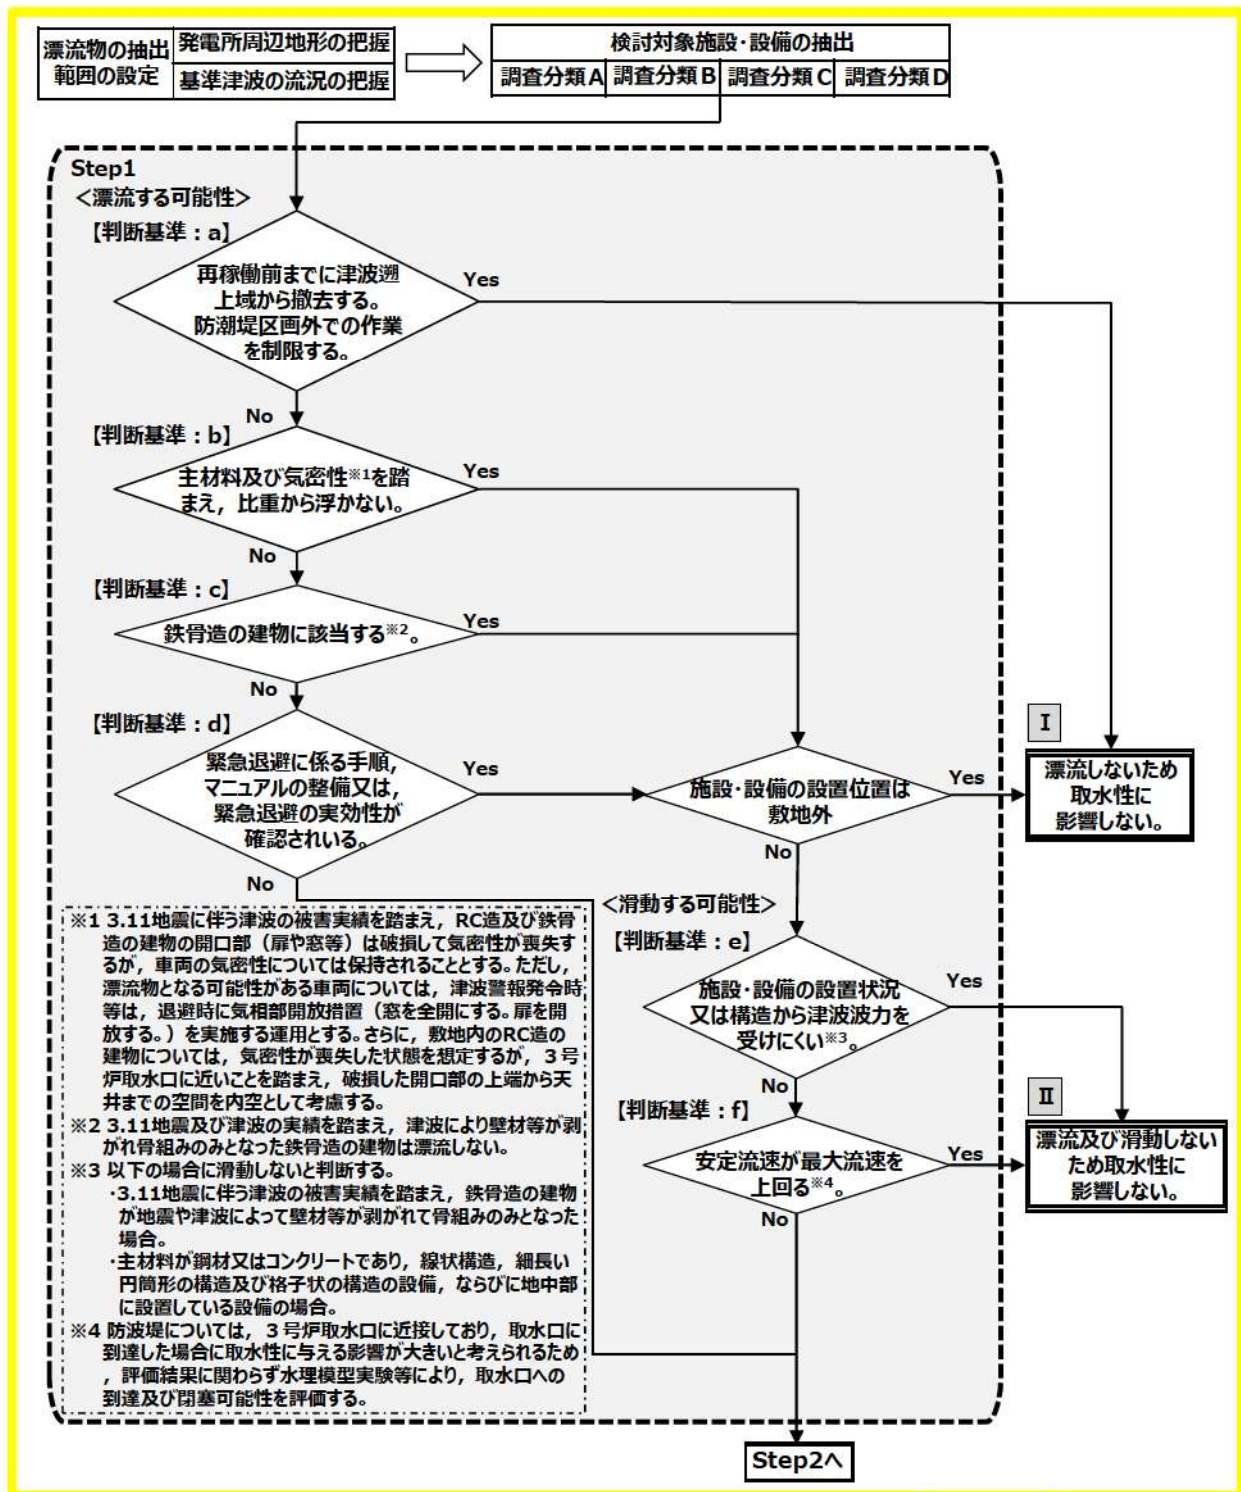 漂流物の抽出
範囲の設定
発電所周辺地形の把握
基準津波の流況の把握
検討対象施設・設備の抽出
調査分類A
調査分類B
調査分類C
調査分類D
Step1
＜漂流する可能性＞
【判断基準：a】
再稼働前までに津波遡
上域から撤去する。
防潮堤区画外での作業
を制限する。
Yes
No
【判断基準：b】
主材料及び気密性※1を踏
まえ，比重から浮かない。
Yes
No
【判断基準：c】
鉄骨造の建物に該当する※2。
Yes
No
【判断基準：d】
緊急退避に係る手順，
マニュアルの整備又は，
緊急退避の実効性が
確認されいる。
Yes
No
施設・設備の設置位置は
敷地外
Yes
No
Ⅰ
漂流しないため
取水性に
影響しない。
＜滑動する可能性＞
【判断基準：e】
施設・設備の設置状況
又は構造から津波波力を
受けにくい※3。
Yes
No
【判断基準：f】
安定流速が最大流速を
上回る※4。
Yes
No
Ⅱ
漂流及び滑動しない
ため取水性に
影響しない。
※1 3.11地震に伴う津波の被害実績を踏まえ，RC造及び鉄骨
造の建物の開口部（扉や窓等）は破損して気密性が喪失す
るが，車両の気密性については保持されることとする。ただし，
漂流物となる可能性がある車両については，津波警報発令時
等は，退避時に気相部開放措置（窓を全開にする。扉を開
放する。）を実施する運用とする。さらに，敷地内のRC造の
建物については，気密性が喪失した状態を想定するが，３号
炉取水口に近いことを踏まえ，破損した開口部の上端から天
井までの空間を内空として考慮する。
※2 3.11地震及び津波の実績を踏まえ，津波により壁材等が剥
がれ骨組みのみとなった鉄骨造の建物は漂流しない。
※3 以下の場合に滑動しないと判断する。
・3.11地震に伴う津波の被害実績を踏まえ，鉄骨造の建物
が地震や津波によって壁材等が剥がれて骨組みのみとなった
場合。
・主材料が鋼材又はコンクリートであり，線状構造，細長い
円筒形の構造及び格子状の構造の設備，ならびに地中部
に設置している設備の場合。
※4 防波堤については，３号炉取水口に近接しており，取水口に
到達した場合に取水性に与える影響が大きいと考えられるため
，評価結果に関わらず水理模型実験等により，取水口への
到達及び閉塞可能性を評価する。
Step2へ